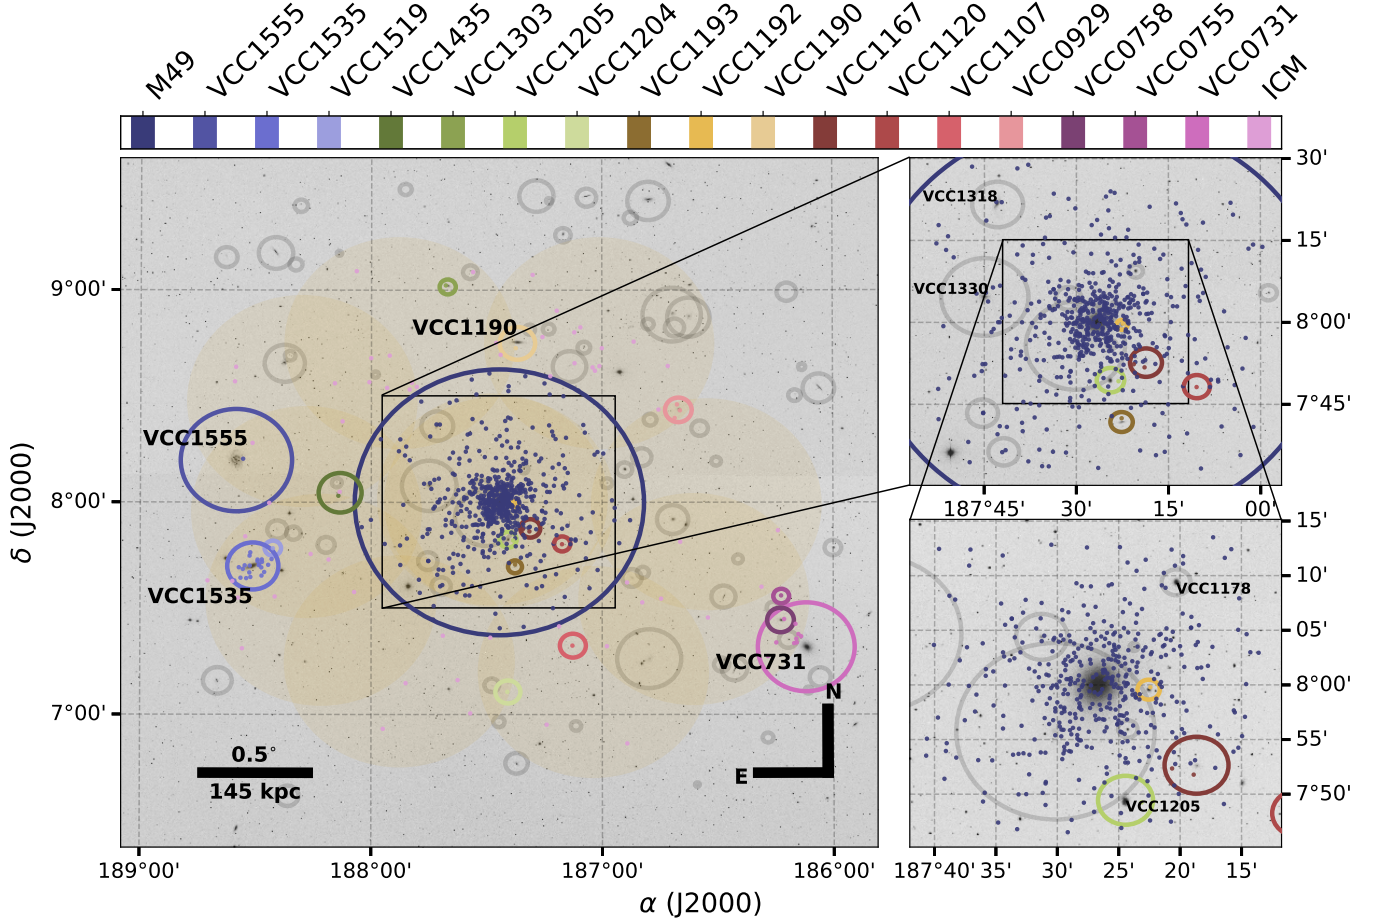 M49
VCC1555
VCC1535
VCC1519
VCC1435
VCC1303
VCC1205
VCC1204
VCC1193
VCC1192
VCC1190
VCC1167
VCC1120
VCC1107
VCC0929
VCC0758
VCC0755
VCC0731
ICM
9°00'
8°00'
7°00'
δ (J2000)
VCC1190
VCC1555
VCC1535
VCC731
0.5°
145 kpc
N
E
189°00'
188°00'
187°00'
186°00'
α (J2000)
VCC1318
VCC1330
30'
15'
8°00'
7°45'
187°45'
30'
15'
00'
VCC1178
VCC1205
15'
10'
05'
8°00'
55'
7°50'
187°40'
35'
30'
25'
20'
15'